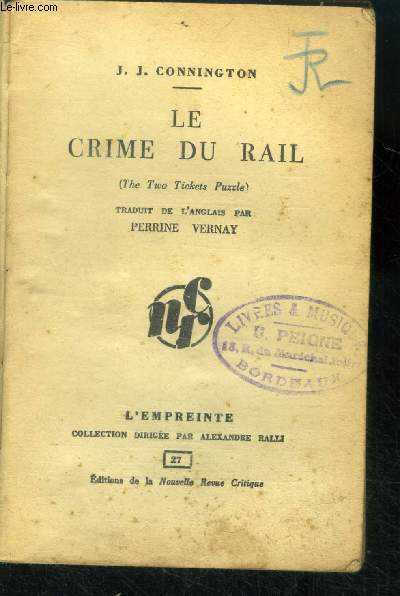 © Le-livre.com
J. J. CONNINGTON
LE
CRIME DU RAIL
(The Two Tickets Puzzle)
TRADUIT DE L'ANGLAIS PAR
PERRINE VERNAY
LIVRES & MUSIQUE
PEIGNE
BORDEAUX
L'EMPREINTE
COLLECTION DIRIGÉE PAR ALEXANDRE RALLI
27
Éditions de la Nouvelle Revue Critique